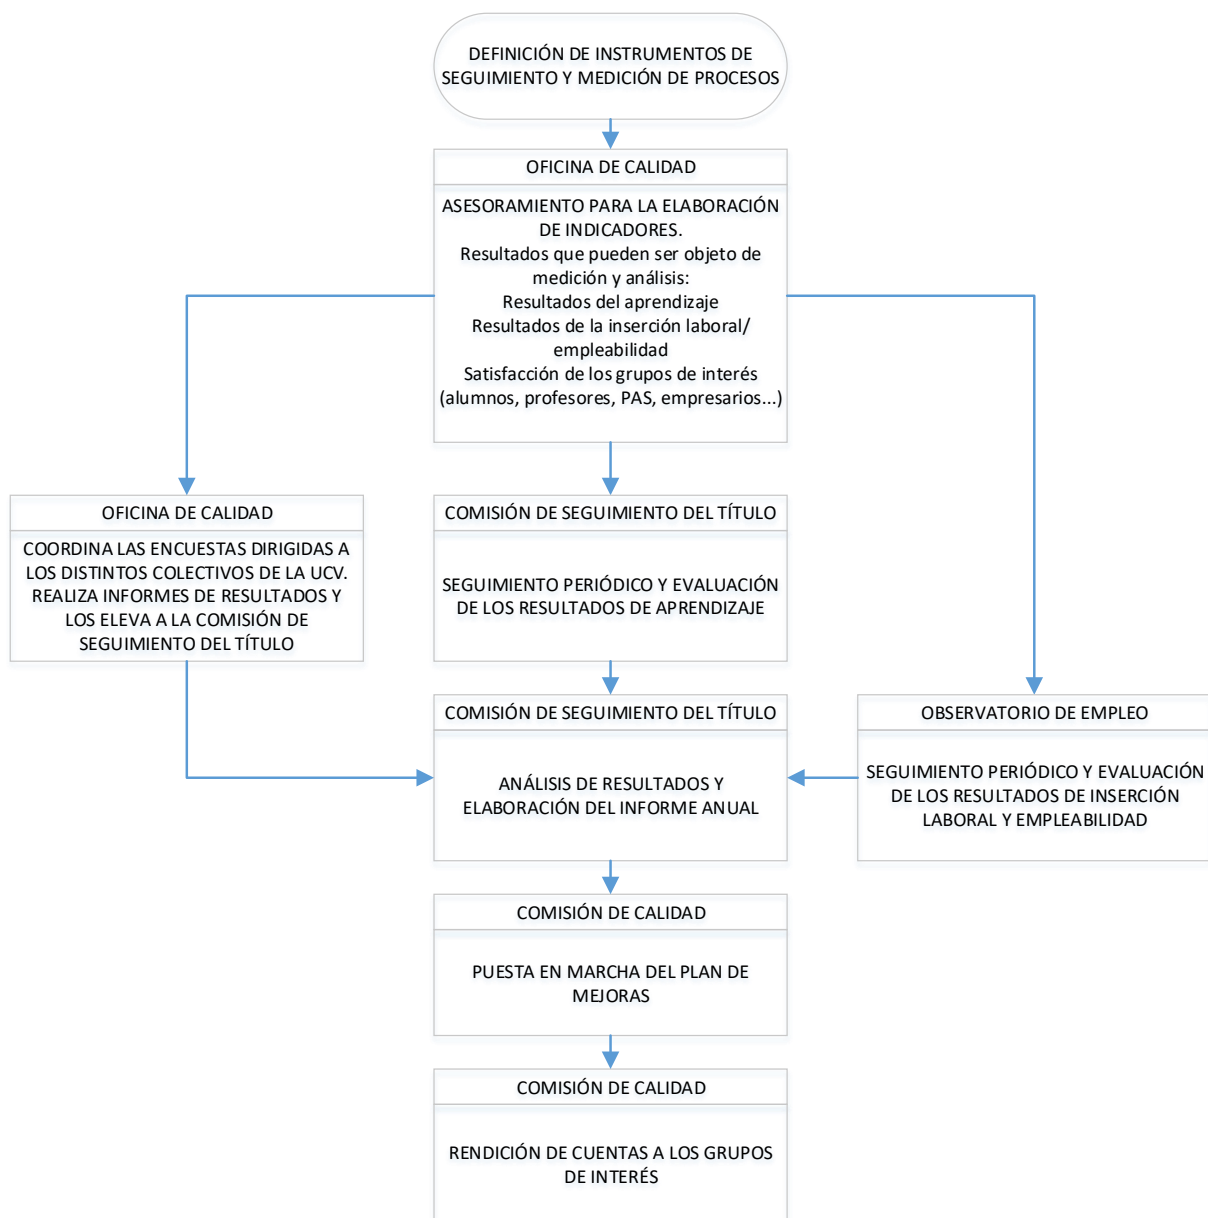 DEFINICIÓN DE INSTRUMENTOS DE
SEGUIMIENTO Y MEDICIÓN DE PROCESOS
OFICINA DE CALIDAD
ASESORAMIENTO PARA LA ELABORACIÓN
DE INDICADORES.
Resultados que pueden ser objeto de
medición y análisis:
Resultados del aprendizaje
Resultados de la inserción laboral/
empleabilidad
Satisfacción de los grupos de interés
(alumnos, profesores, PAS, empresarios...)
OFICINA DE CALIDAD
COORDINA LAS ENCUESTAS DIRIGIDAS A
LOS DISTINTOS COLECTIVOS DE LA UCV.
REALIZA INFORMES DE RESULTADOS Y
LOS ELEVA A LA COMISIÓN DE
SEGUIMIENTO DEL TÍTULO
COMISIÓN DE SEGUIMIENTO DEL TÍTULO
SEGUIMIENTO PERIÓDICO Y EVALUACIÓN
DE LOS RESULTADOS DE APRENDIZAJE
COMISIÓN DE SEGUIMIENTO DEL TÍTULO
ANÁLISIS DE RESULTADOS Y
ELABORACIÓN DEL INFORME ANUAL
OBSERVATORIO DE EMPLEO
SEGUIMIENTO PERIÓDICO Y EVALUACIÓN
DE LOS RESULTADOS DE INSERCIÓN
LABORAL Y EMPLEABILIDAD
COMISIÓN DE CALIDAD
PUESTA EN MARCHA DEL PLAN DE
MEJORAS
COMISIÓN DE CALIDAD
RENDICIÓN DE CUENTAS A LOS GRUPOS
DE INTERÉS